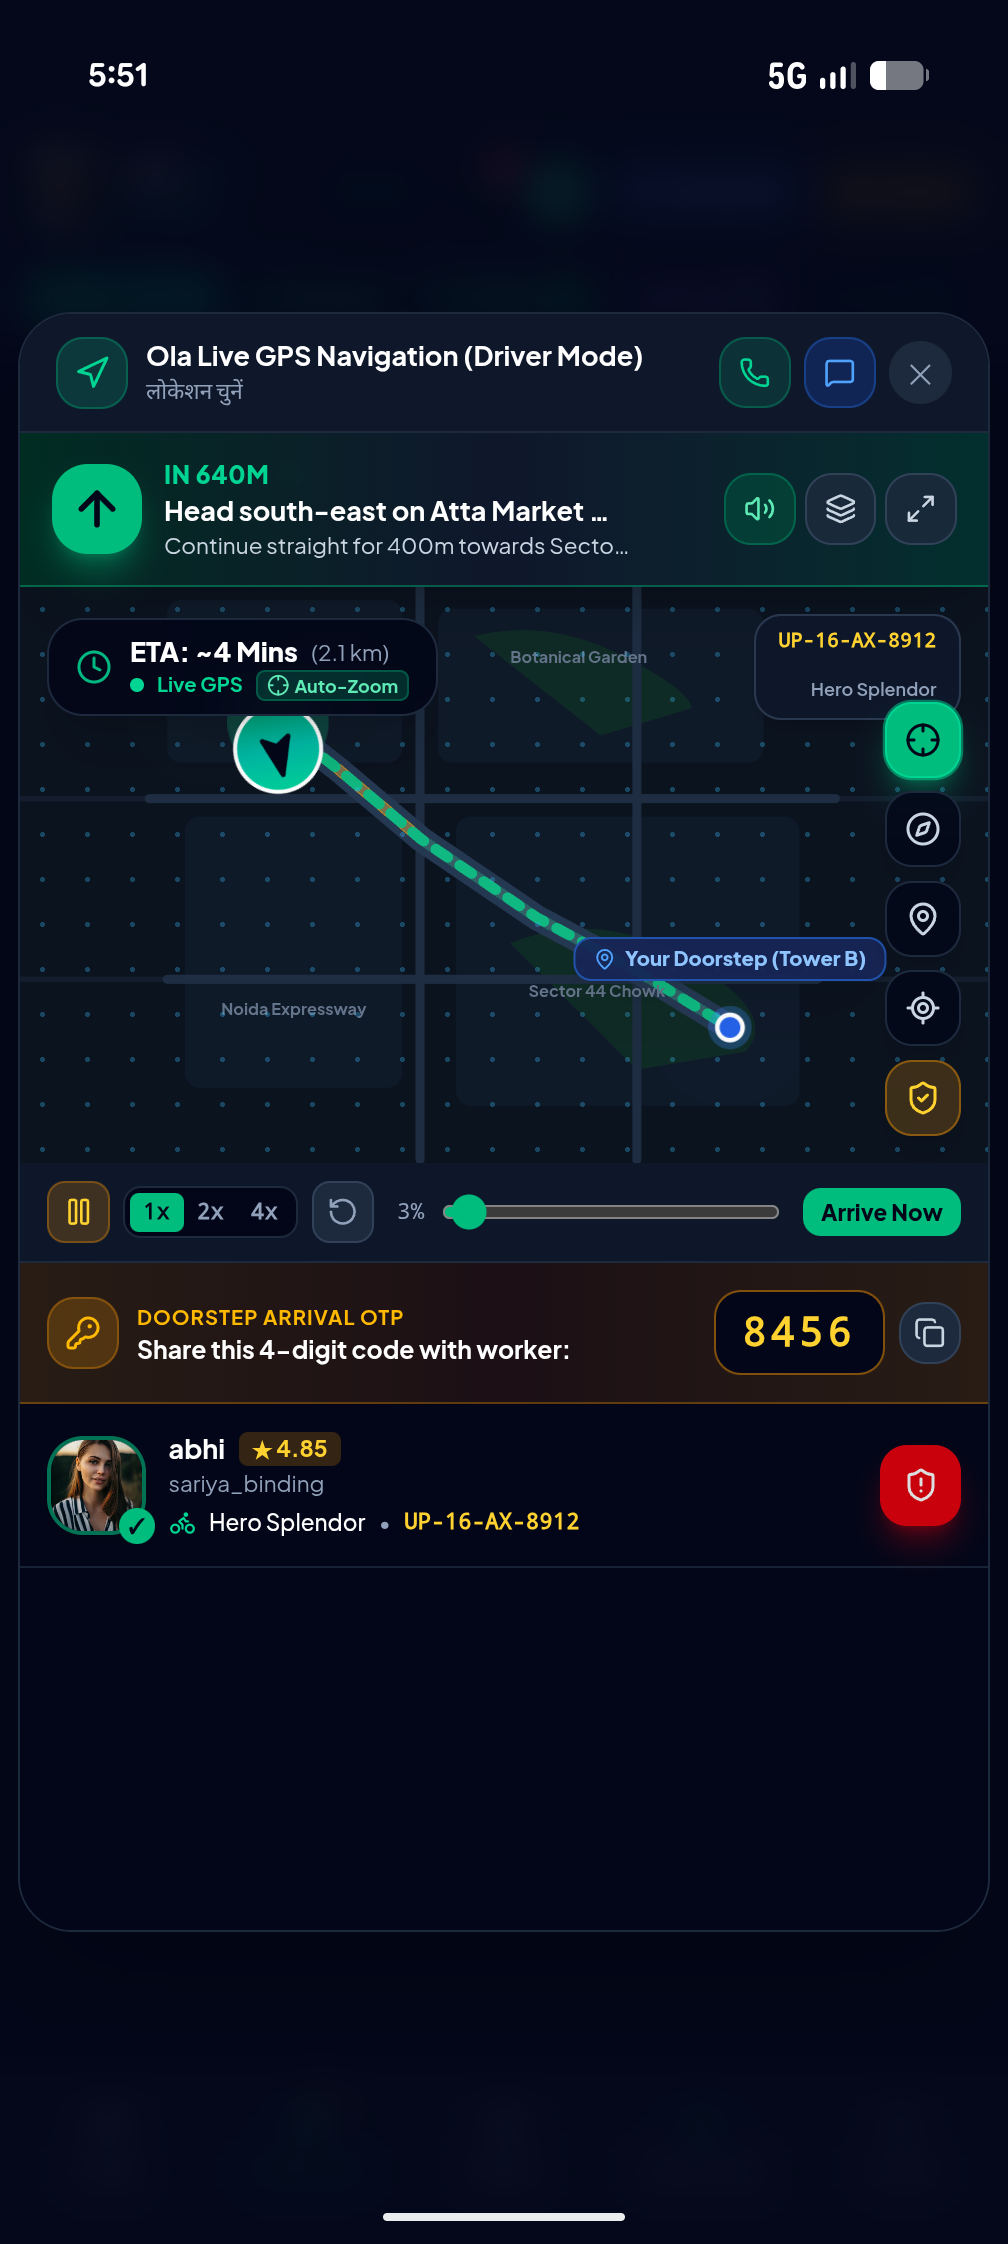 5:51
5G
Ola Live GPS Navigation (Driver Mode)
लोकेशन चुनें
IN 640M
Head south-east on Atta Market ...
Continue straight for 400m towards Secto...
ETA: ~4 Mins (2.1 km)
Live GPS Auto-Zoom
Botanical Garden
UP-16-AX-8912
Hero Splendor
Your Doorstep (Tower B)
Sector 44 Chowk
Noida Expressway
1x 2x 4x 3% Arrive Now
DOORSTEP ARRIVAL OTP
Share this 4-digit code with worker:
8456
abhi ★ 4.85
sariya_binding
Hero Splendor • UP-16-AX-8912